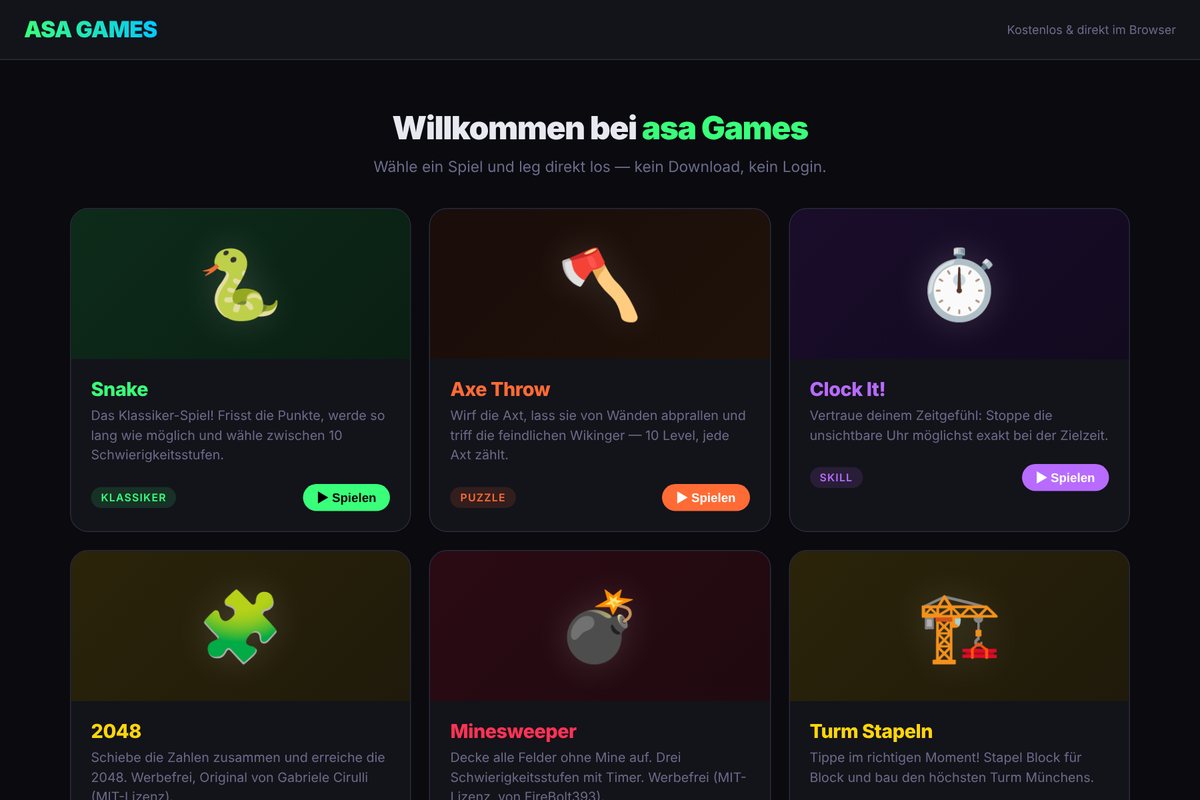 ASA GAMES
Kostenlos & direkt im Browser
Willkommen bei asa Games
Wähle ein Spiel und leg direkt los — kein Download, kein Login.
Snake
Das Klassiker-Spiel! Frisst die Punkte, werde so
lang wie möglich und wähle zwischen 10
Schwierigkeitsstufen.
KLASSIKER
▶ Spielen
Axe Throw
Wirf die Axt, lass sie von Wänden abprallen und
triff die feindlichen Wikinger — 10 Level, jede
Axt zählt.
PUZZLE
▶ Spielen
Clock It!
Vertraue deinem Zeitgefühl: Stoppe die
unsichtbare Uhr möglichst exakt bei der Zielzeit.
SKILL
▶ Spielen
2048
Schiebe die Zahlen zusammen und erreiche die
2048. Werbefrei, Original von Gabriele Cirulli
(MIT-Lizenz).
Minesweeper
Decke alle Felder ohne Mine auf. Drei
Schwierigkeitsstufen mit Timer. Werbefrei (MIT-
Lizenz, von FireBolt393).
Turm Stapeln
Tippe im richtigen Moment! Stapel Block für
Block und bau den höchsten Turm Münchens.